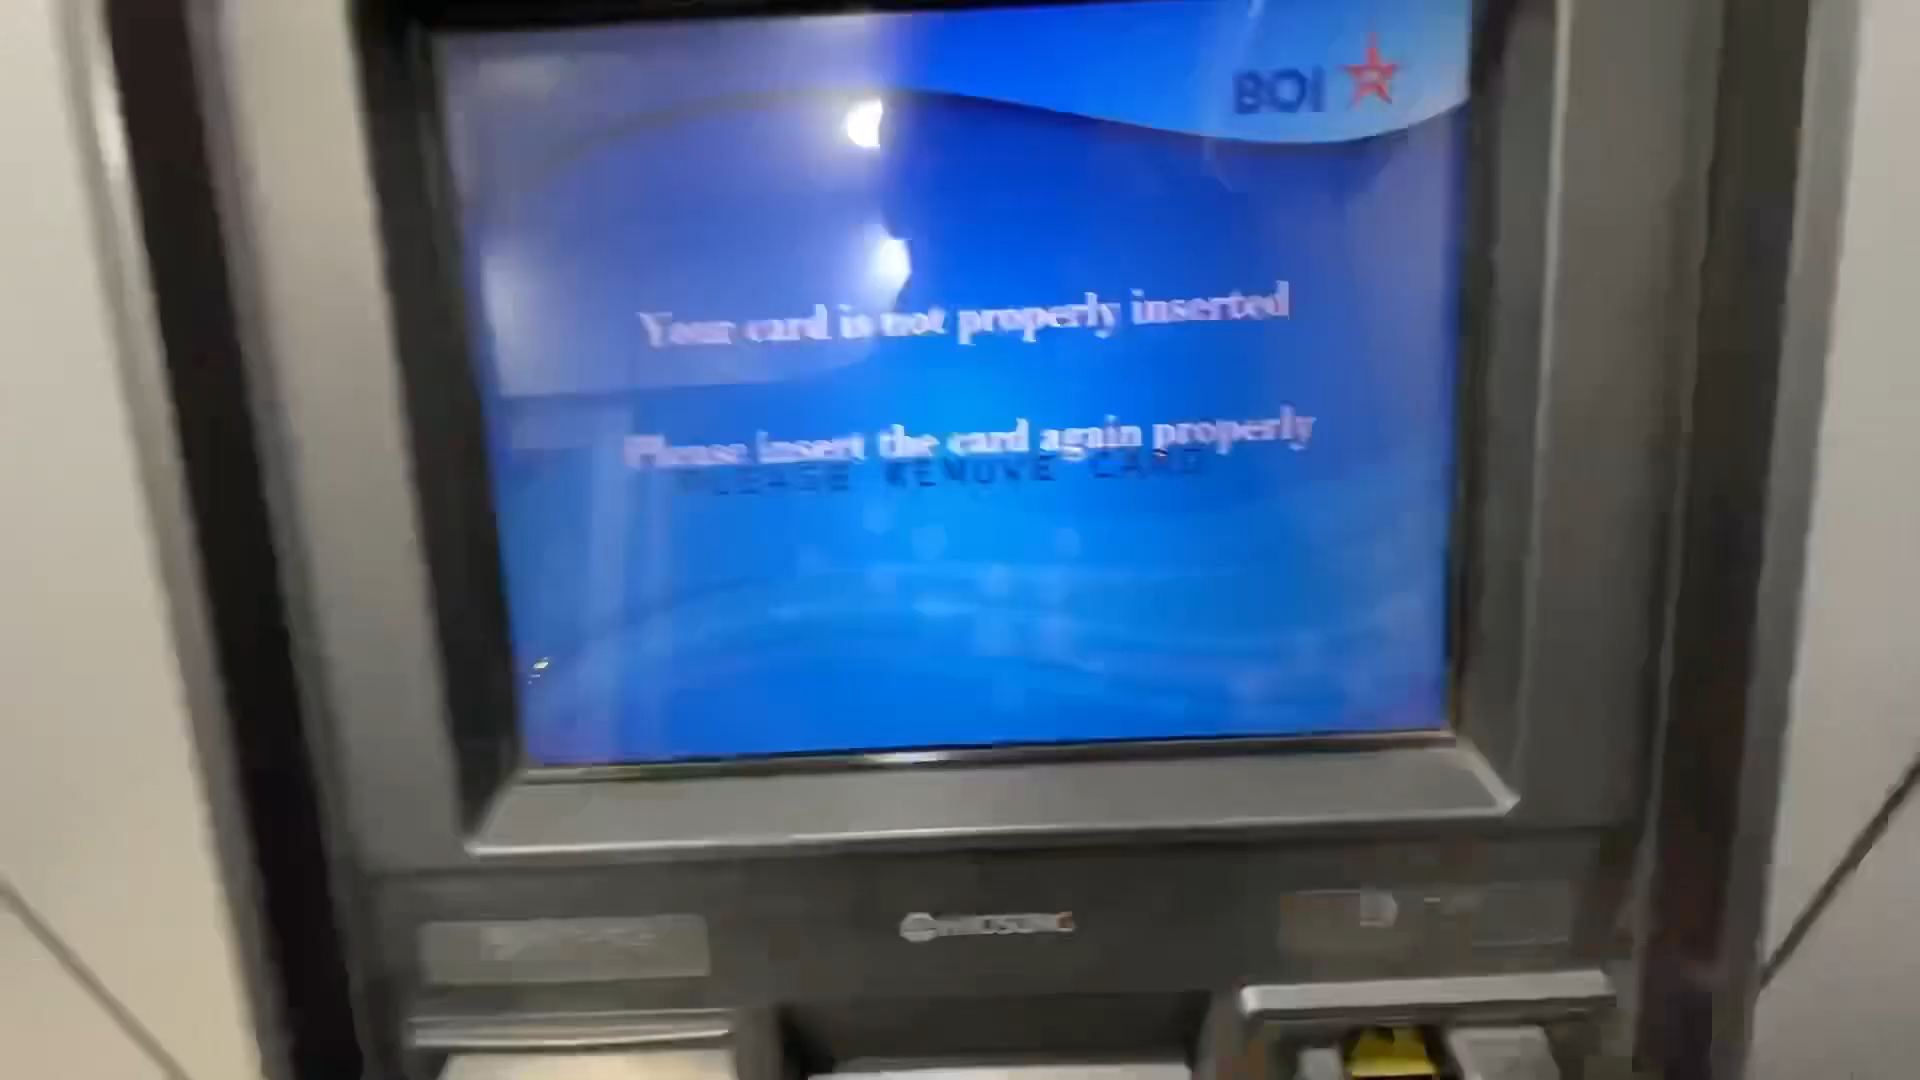 BOI
Your card is not properly inserted
Please insert the card again properly
PLEASE REMOVE CARD